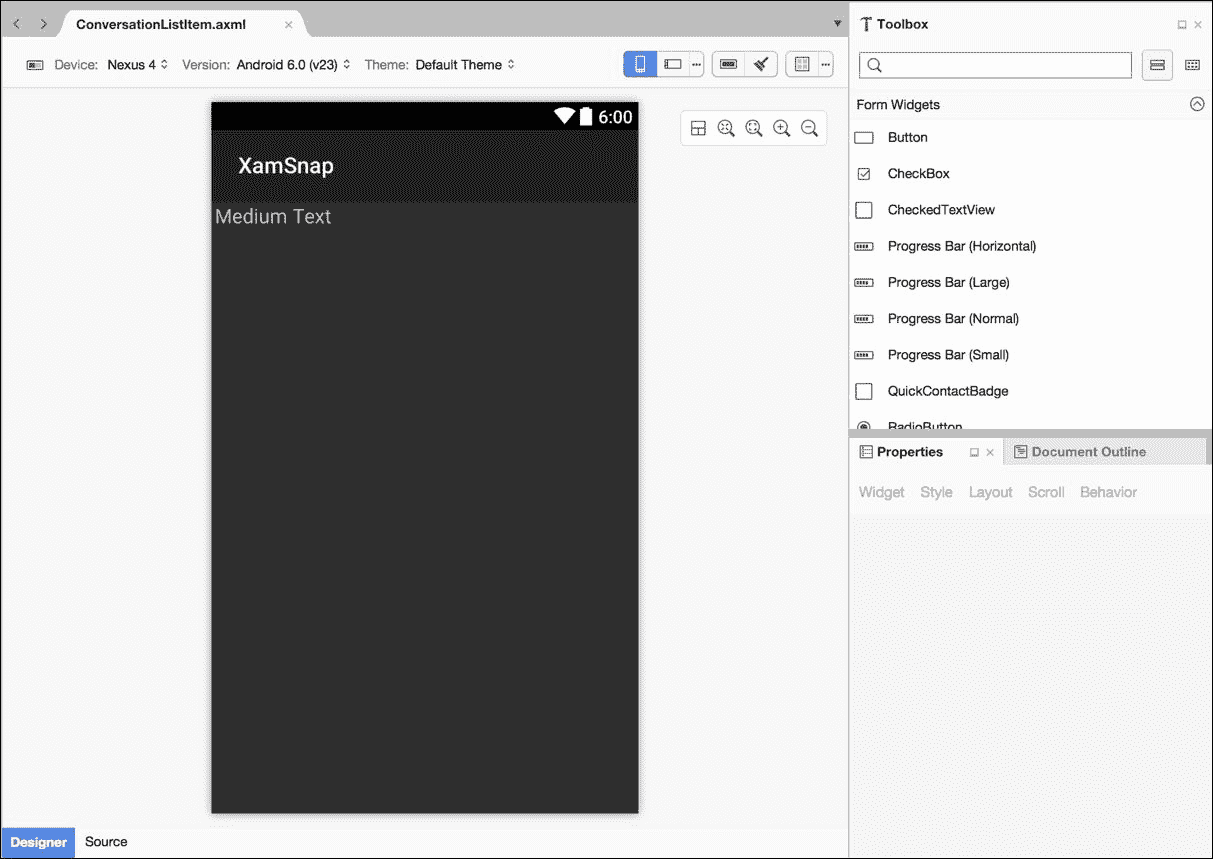 ConversationListItem.axml
Device: Nexus 4 Version: Android 6.0 (v23) Theme: Default Theme
6:00
XamSnap
Medium Text
Toolbox
Form Widgets
Button
CheckBox
CheckedTextView
Progress Bar (Horizontal)
Progress Bar (Large)
Progress Bar (Normal)
Progress Bar (Small)
QuickContactBadge
RadioButton
Properties
Document Outline
Widget Style Layout Scroll Behavior
Designer Source